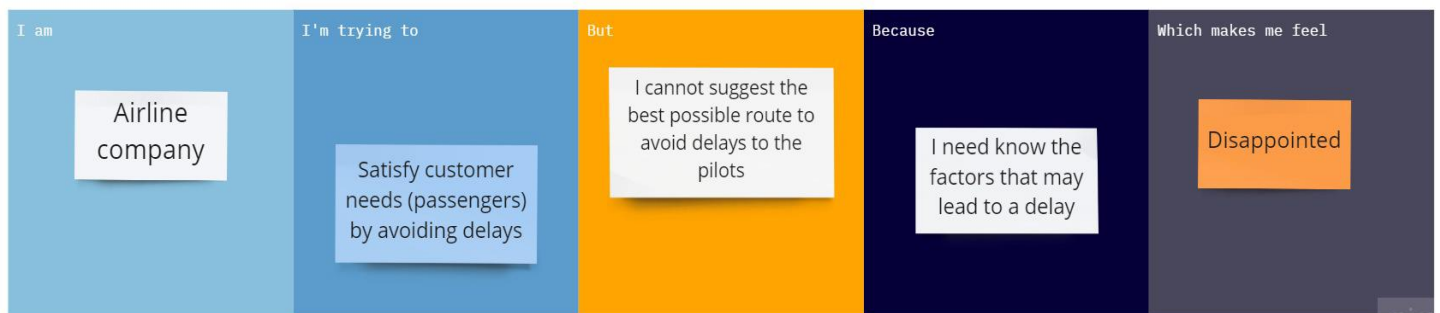 I am
Airline
company
I'm trying to
Satisfy customer
needs (passengers)
by avoiding delays
But
I cannot suggest the
best possible route to
avoid delays to the
pilots
Because
I need know the
factors that may
lead to a delay
Which makes me feel
Disappointed